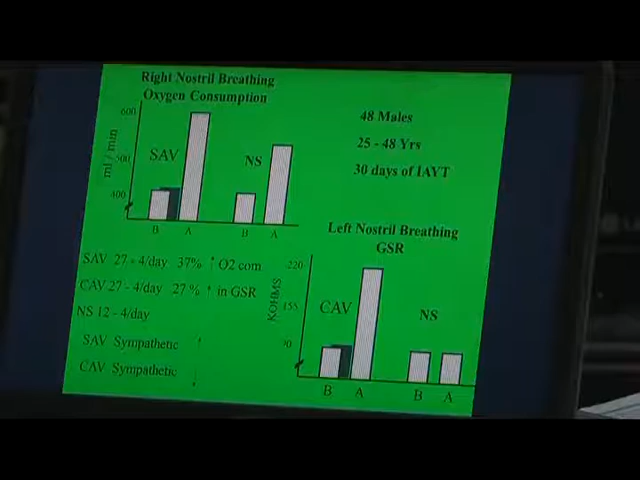 Right Nostril Breathing
Oxygen Consumption
600
500
400
ml / min
SAV
NS
B A B A
48 Males
25 - 48 Yrs
30 days of IAYT
Left Nostril Breathing
GSR
220
155
70
KOHMS
CAV
NS
B A B A
SAV 27 - 4/day 37% ↑ O2 com
CAV 27 - 4/day 27 % ↑ in GSR
NS 12 - 4/day
SAV Sympathetic ↑
CAV Sympathetic ↓